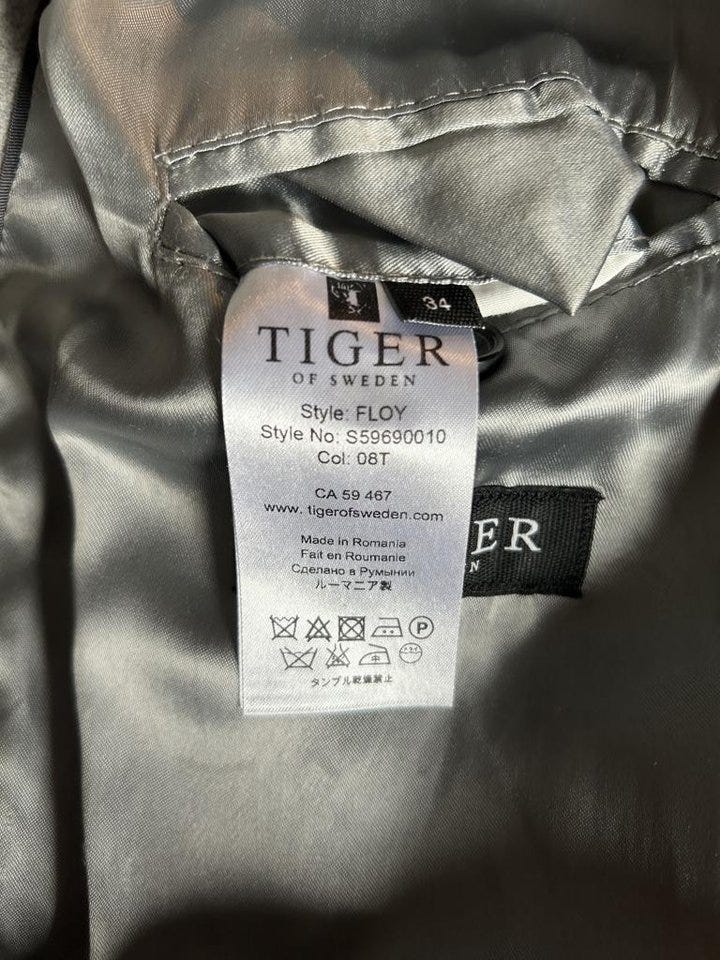 34
TIGER
OF SWEDEN
Style: FLOY
Style No: S59690010
Col: 08T
CA 59 467
www.tigerofsweden.com
Made in Romania
Fait en Roumanie
Сделано в Румынии
ルーマニア製
P
タンブル乾燥禁止
ER
N